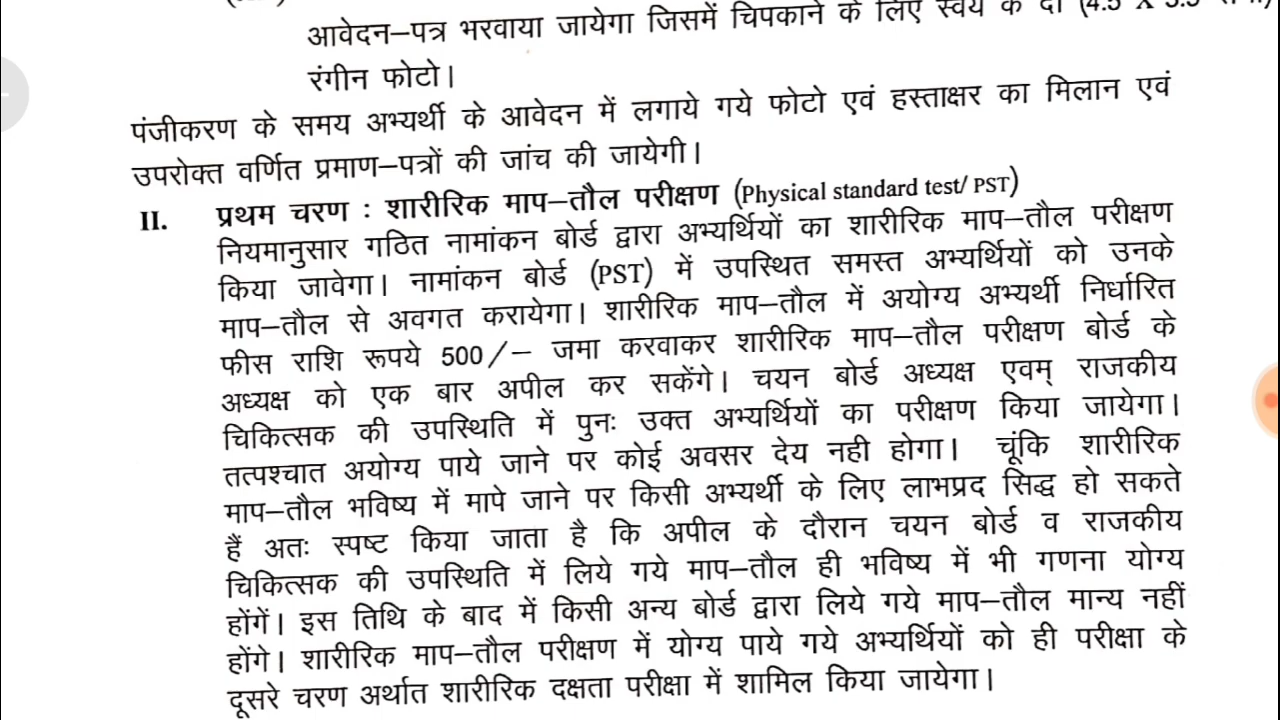 आवेदन–पत्र भरवाया जायेगा जिसमें चिपकाने के लिए स्वयं के दो
रंगीन फोटो।
पंजीकरण के समय अभ्यर्थी के आवेदन में लगाये गये फोटो एवं हस्ताक्षर का मिलान एवं
उपरोक्त वर्णित प्रमाण–पत्रों की जांच की जायेगी।
II. प्रथम चरण : शारीरिक माप–तौल परीक्षण (Physical standard test/ PST)
नियमानुसार गठित नामांकन बोर्ड द्वारा अभ्यर्थियों का शारीरिक माप–तौल परीक्षण
किया जावेगा। नामांकन बोर्ड (PST) में उपस्थित समस्त अभ्यर्थियों को उनके
माप–तौल से अवगत करायेगा। शारीरिक माप–तौल में अयोग्य अभ्यर्थी निर्धारित
फीस राशि रूपये 500/– जमा करवाकर शारीरिक माप–तौल परीक्षण बोर्ड के
अध्यक्ष को एक बार अपील कर सकेंगे। चयन बोर्ड अध्यक्ष एवम् राजकीय
चिकित्सक की उपस्थिति में पुनः उक्त अभ्यर्थियों का परीक्षण किया जायेगा।
तत्पश्चात अयोग्य पाये जाने पर कोई अवसर देय नही होगा। चूंकि शारीरिक
माप–तौल भविष्य में मापे जाने पर किसी अभ्यर्थी के लिए लाभप्रद सिद्ध हो सकते
हैं अतः स्पष्ट किया जाता है कि अपील के दौरान चयन बोर्ड व राजकीय
चिकित्सक की उपस्थिति में लिये गये माप–तौल ही भविष्य में भी गणना योग्य
होंगें। इस तिथि के बाद में किसी अन्य बोर्ड द्वारा लिये गये माप–तौल मान्य नहीं
होंगे। शारीरिक माप–तौल परीक्षण में योग्य पाये गये अभ्यर्थियों को ही परीक्षा के
दूसरे चरण अर्थात शारीरिक दक्षता परीक्षा में शामिल किया जायेगा।